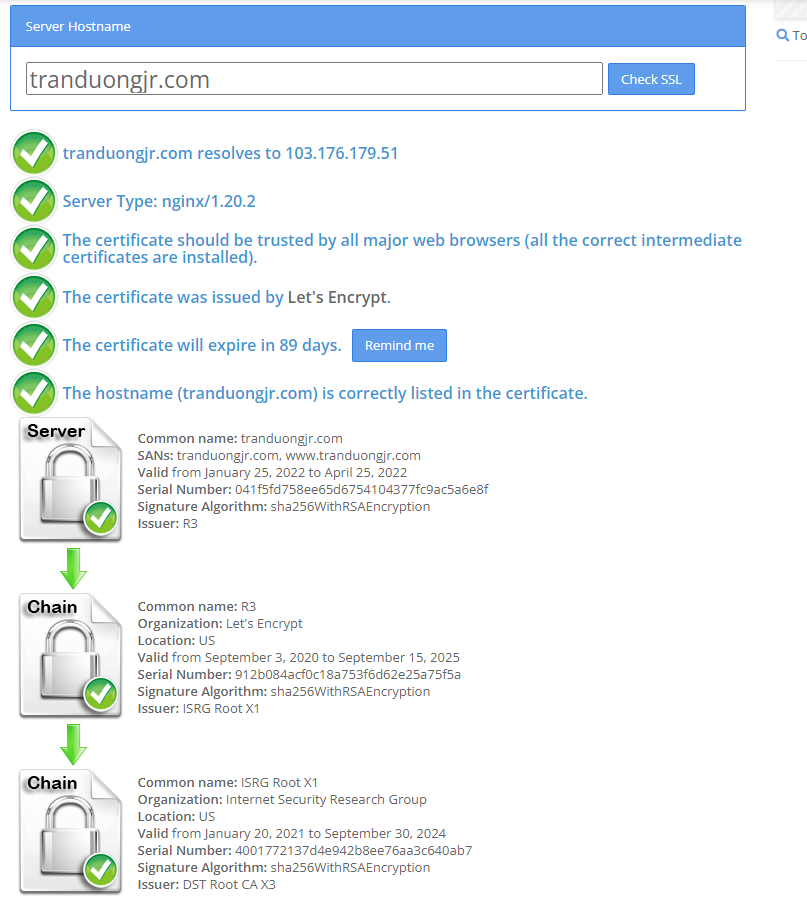 Server Hostname
To
tranduongjr.com
Check SSL
tranduongjr.com resolves to 103.176.179.51
Server Type: nginx/1.20.2
The certificate should be trusted by all major web browsers (all the correct intermediate
certificates are installed).
The certificate was issued by Let's Encrypt.
The certificate will expire in 89 days.
Remind me
The hostname (tranduongjr.com) is correctly listed in the certificate.
Server
Common name: tranduongjr.com
SANs: tranduongjr.com, www.tranduongjr.com
Valid from January 25, 2022 to April 25, 2022
Serial Number: 041f5fd758ee65d6754104377fc9ac5a6e8f
Signature Algorithm: sha256WithRSAEncryption
Issuer: R3
Chain
Common name: R3
Organization: Let's Encrypt
Location: US
Valid from September 3, 2020 to September 15, 2025
Serial Number: 912b084acf0c18a753f6d62e25a75f5a
Signature Algorithm: sha256WithRSAEncryption
Issuer: ISRG Root X1
Chain
Common name: ISRG Root X1
Organization: Internet Security Research Group
Location: US
Valid from January 20, 2021 to September 30, 2024
Serial Number: 4001772137d4e942b8ee76aa3c640ab7
Signature Algorithm: sha256WithRSAEncryption
Issuer: DST Root CA X3